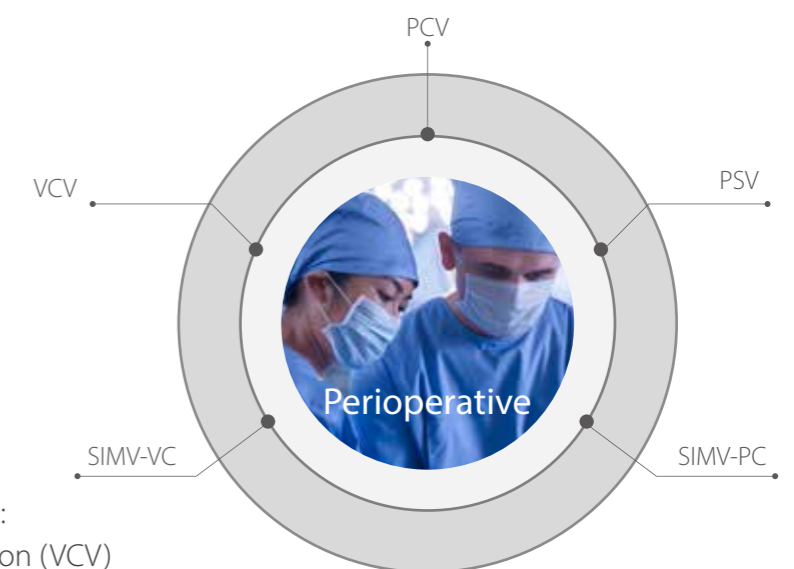 PCV
VCV
PSV
Perioperative
SIMV-VC
SIMV-PC
:
on (VCV)